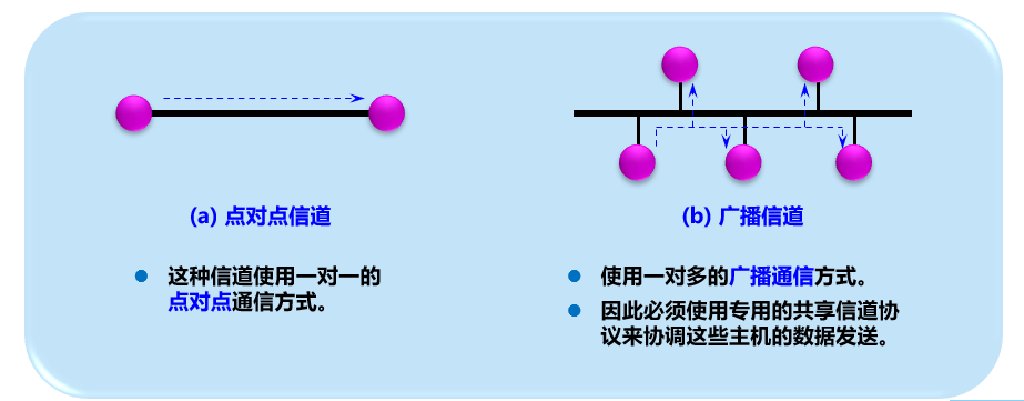 (a) 点对点信道
这种信道使用一对一的
点对点通信方式。
(b) 广播信道
使用一对多的广播通信方式。
因此必须使用专用的共享信道协
议来协调这些主机的数据发送。